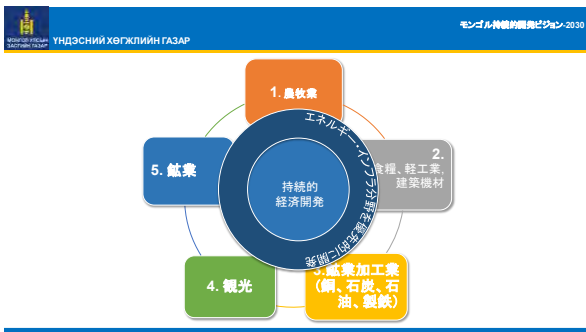 モンゴル持続的開発ビジョン-2030
МОНГОЛ УЛСЫН
ЗАСГИЙН ГАЗАР
ҮНДЭСНИЙ ХӨГЖЛИЙН ГАЗАР
1. 農牧業
エネルギー・インフラ分野を優先的に開発
2.
食糧、軽工業,
建築機材
5. 鉱業
持続的
経済開発
4. 観光
3.鉱業加工業
(銅、石炭、石
油、製鉄)